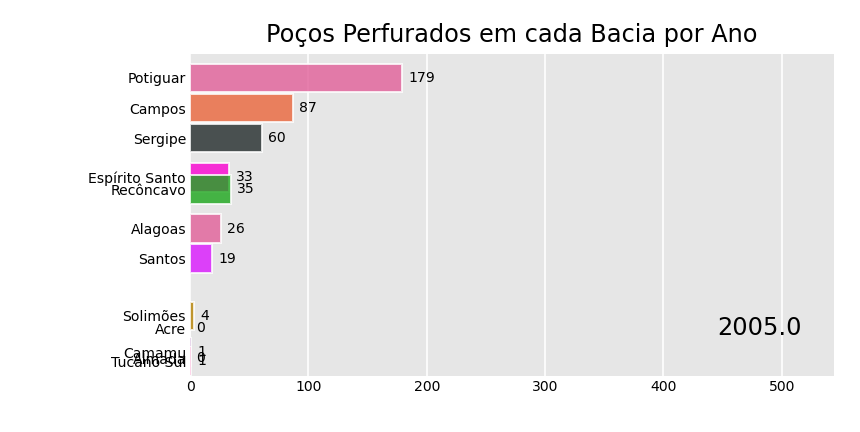 Poços Perfurados em cada Bacia por Ano
Potiguar 179
Campos 87
Sergipe 60
Espírito Santo 33
Recôncavo 35
Alagoas 26
Santos 19
Solimões 4
Acre 0
2005.0
Camamu 1
Almada 0
Tucano Sul 1
0 100 200 300 400 500